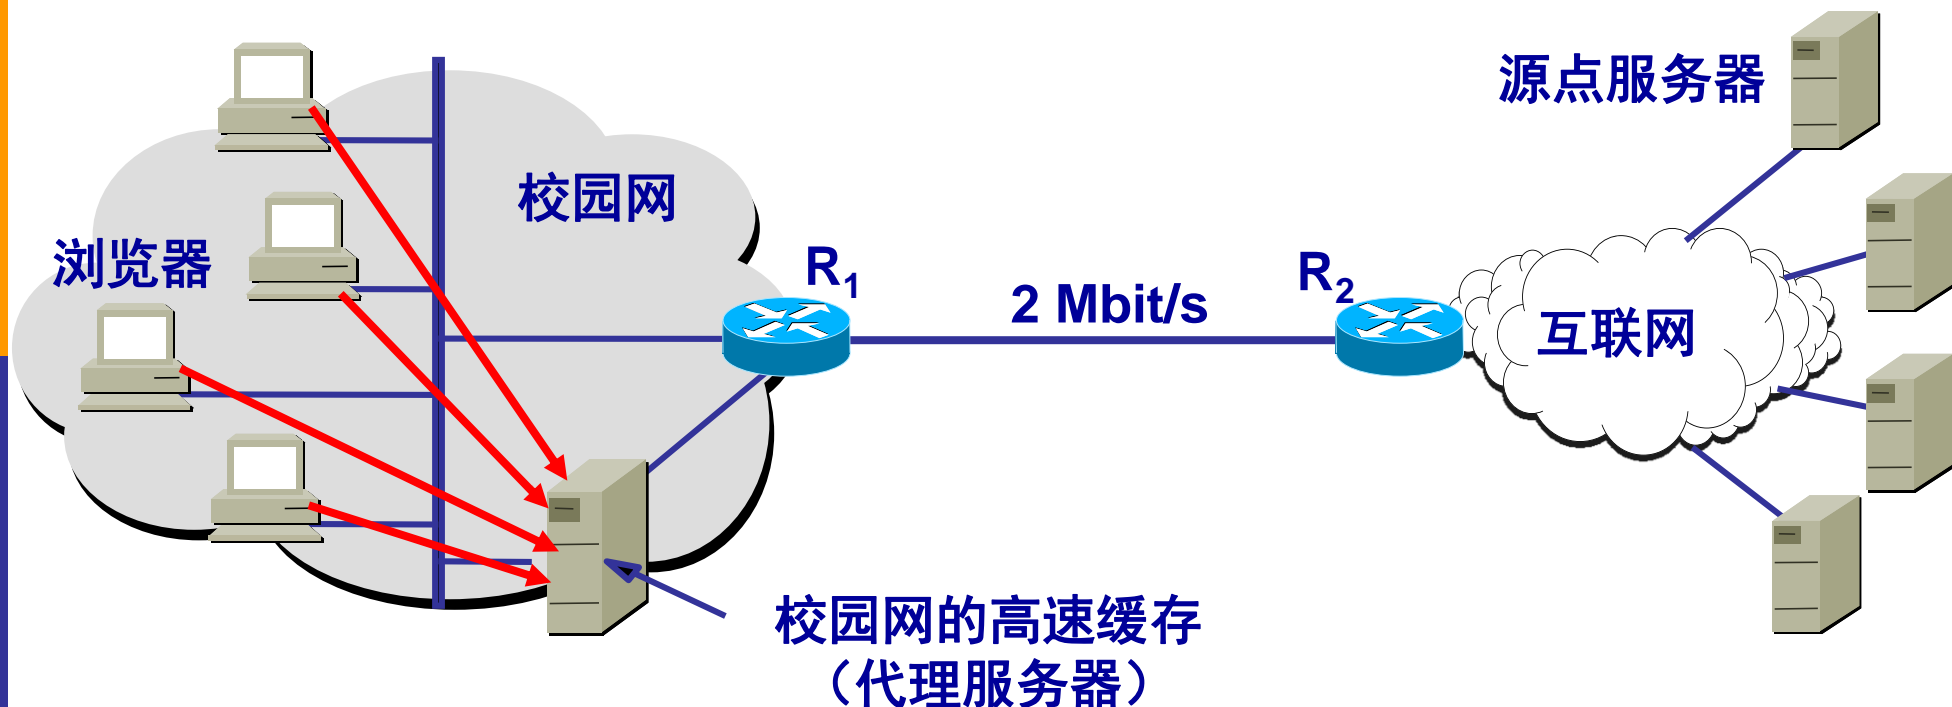 源点服务器
校园网
浏览器
R1
2 Mbit/s
R2
互联网
校园网的高速缓存
（代理服务器）